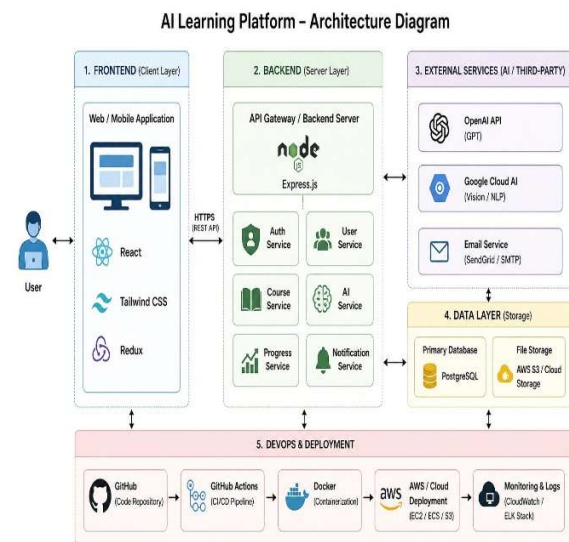 AI Learning Platform – Architecture Diagram
1. FRONTEND (Client Layer)
Web / Mobile Application
React
Tailwind CSS
Redux
User
HTTPS
(REST API)
2. BACKEND (Server Layer)
API Gateway / Backend Server
node
JS
Express.js
Auth
Service
User
Service
Course
Service
AI
Service
Progress
Service
Notification
Service
3. EXTERNAL SERVICES (AI / THIRD-PARTY)
OpenAI API
(GPT)
Google Cloud AI
(Vision / NLP)
Email Service
(SendGrid / SMTP)
4. DATA LAYER (Storage)
Primary Database
PostgreSQL
File Storage
AWS S3 / Cloud
Storage
5. DEVOPS & DEPLOYMENT
GitHub
(Code Repository)
GitHub Actions
(CI/CD Pipeline)
Docker
(Containerization)
aws
AWS / Cloud
Deployment
(EC2 / ECS / S3)
Monitoring & Logs
(CloudWatch /
ELK Stack)